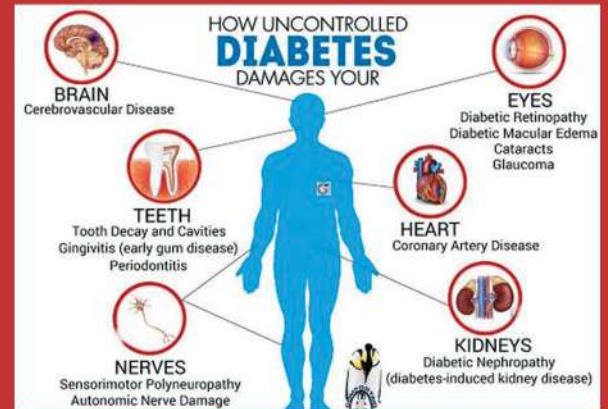 HOW UNCONTROLLED
DIABETES
DAMAGES YOUR
BRAIN
Cerebrovascular Disease
EYES
Diabetic Retinopathy
Diabetic Macular Edema
Cataracts
Glaucoma
TEETH
Tooth Decay and Cavities
Gingivitis (early gum disease)
Periodontitis
HEART
Coronary Artery Disease
NERVES
Sensorimotor Polyneuropathy
Autonomic Nerve Damage
KIDNEYS
Diabetic Nephropathy
(diabetes-induced kidney disease)